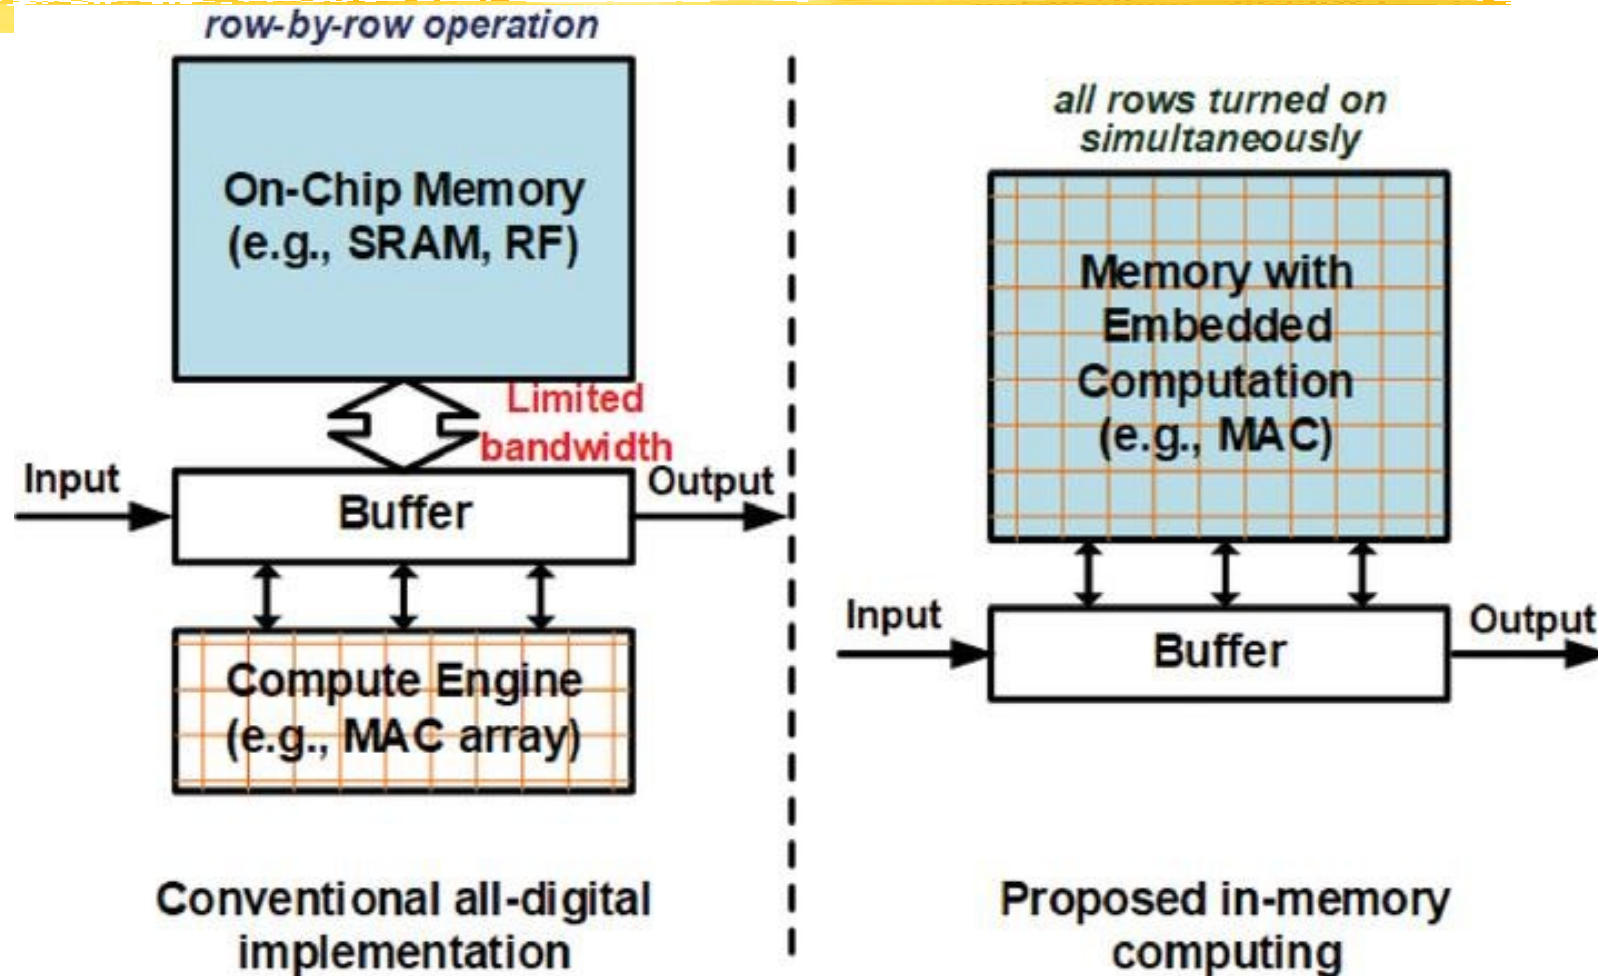 row-by-row operation
On-Chip Memory
(e.g., SRAM, RF)
Limited
bandwidth
Input
Buffer
Output
Compute Engine
(e.g., MAC array)
Conventional all-digital
implementation
all rows turned on
simultaneously
Memory with
Embedded
Computation
(e.g., MAC)
Input
Buffer
Output
Proposed in-memory
computing